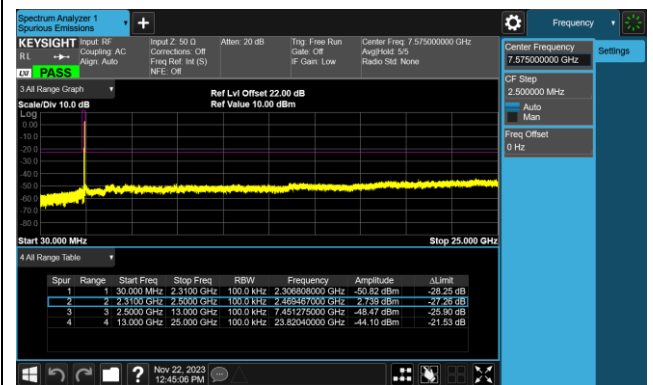 Spectrum Analyzer 1
Spurious Emissions
Frequency
KEYSIGHT
RL
LXI
PASS
Input: RF
Coupling: AC
Align: Auto
Input Z: 50 Ω
Corrections: Off
Freq Ref: Int (S)
NFE: Off
Atten: 20 dB
Trig: Free Run
Gate: Off
IF Gain: Low
Center Freq: 7.575000000 GHz
Avg|Hold: 5/5
Radio Std: None
Center Frequency
7.575000000 GHz
Settings
CF Step
2.500000 MHz
Auto
Man
Freq Offset
0 Hz
3 All Range Graph
Scale/Div 10.0 dB
Ref Lvl Offset 22.00 dB
Ref Value 10.00 dBm
Log
0.00
-10.0
-20.0
-30.0
-40.0
-50.0
-60.0
-70.0
-80.0
Start 30.000 MHz
Stop 25.000 GHz
4 All Range Table
Spur Range Start Freq Stop Freq RBW Frequency Amplitude ΔLimit
1 1 30.000 MHz 2.3100 GHz 100.0 kHz 2.306808000 GHz -50.82 dBm -28.25 dB
2 2 2.3100 GHz 2.5000 GHz 100.0 kHz 2.469467000 GHz 2.739 dBm -27.26 dB
3 3 2.5000 GHz 13.000 GHz 100.0 kHz 7.451275000 GHz -48.47 dBm -25.90 dB
4 4 13.000 GHz 25.000 GHz 100.0 kHz 23.82040000 GHz -44.10 dBm -21.53 dB
?
Nov 22, 2023
12:45:06 PM